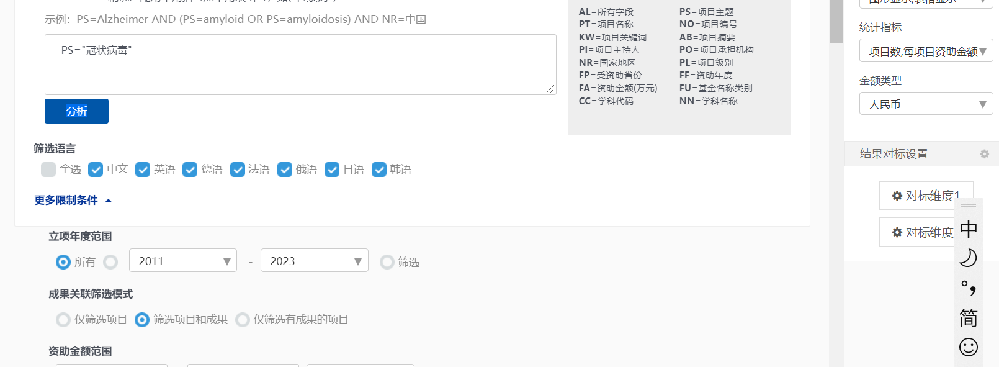 示例：PS=Alzheimer AND (PS=amyloid OR PS=amyloidosis) AND NR=中国
PS="冠状病毒"
分析
AL=所有字段 PS=项目主题
PT=项目名称 NO=项目编号
KW=项目关键词 AB=项目摘要
PI=项目主持人 PO=项目承担机构
NR=国家地区 PL=项目级别
FP=受资助省份 FF=资助年度
FA=资助金额(万元) FU=基金名称类别
CC=学科代码 NN=学科名称
筛选语言
全选 中文 英语 德语 法语 俄语 日语 韩语
更多限制条件
立项年度范围
所有 2011 - 2023 筛选
成果关联筛选模式
仅筛选项目 筛选项目和成果 仅筛选有成果的项目
资助金额范围
统计指标
项目数,每项目资助金额
金额类型
人民币
结果对标设置
对标维度1
对标维度
中
简